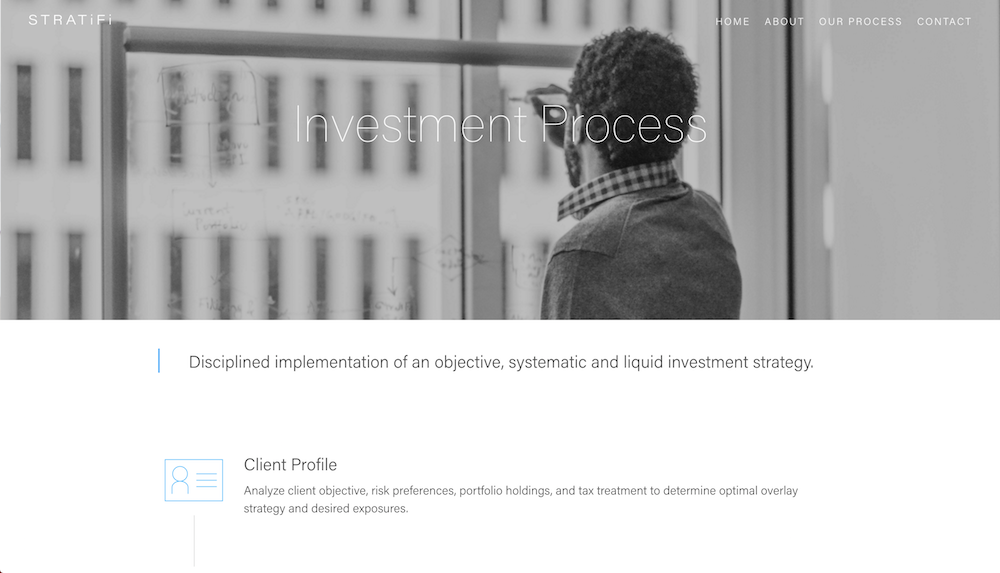 STRATiFi
HOME ABOUT OUR PROCESS CONTACT
Investment Process
Current
Disciplined implementation of an objective, systematic and liquid investment strategy.
Client Profile
Analyze client objective, risk preferences, portfolio holdings, and tax treatment to determine optimal overlay
strategy and desired exposures.